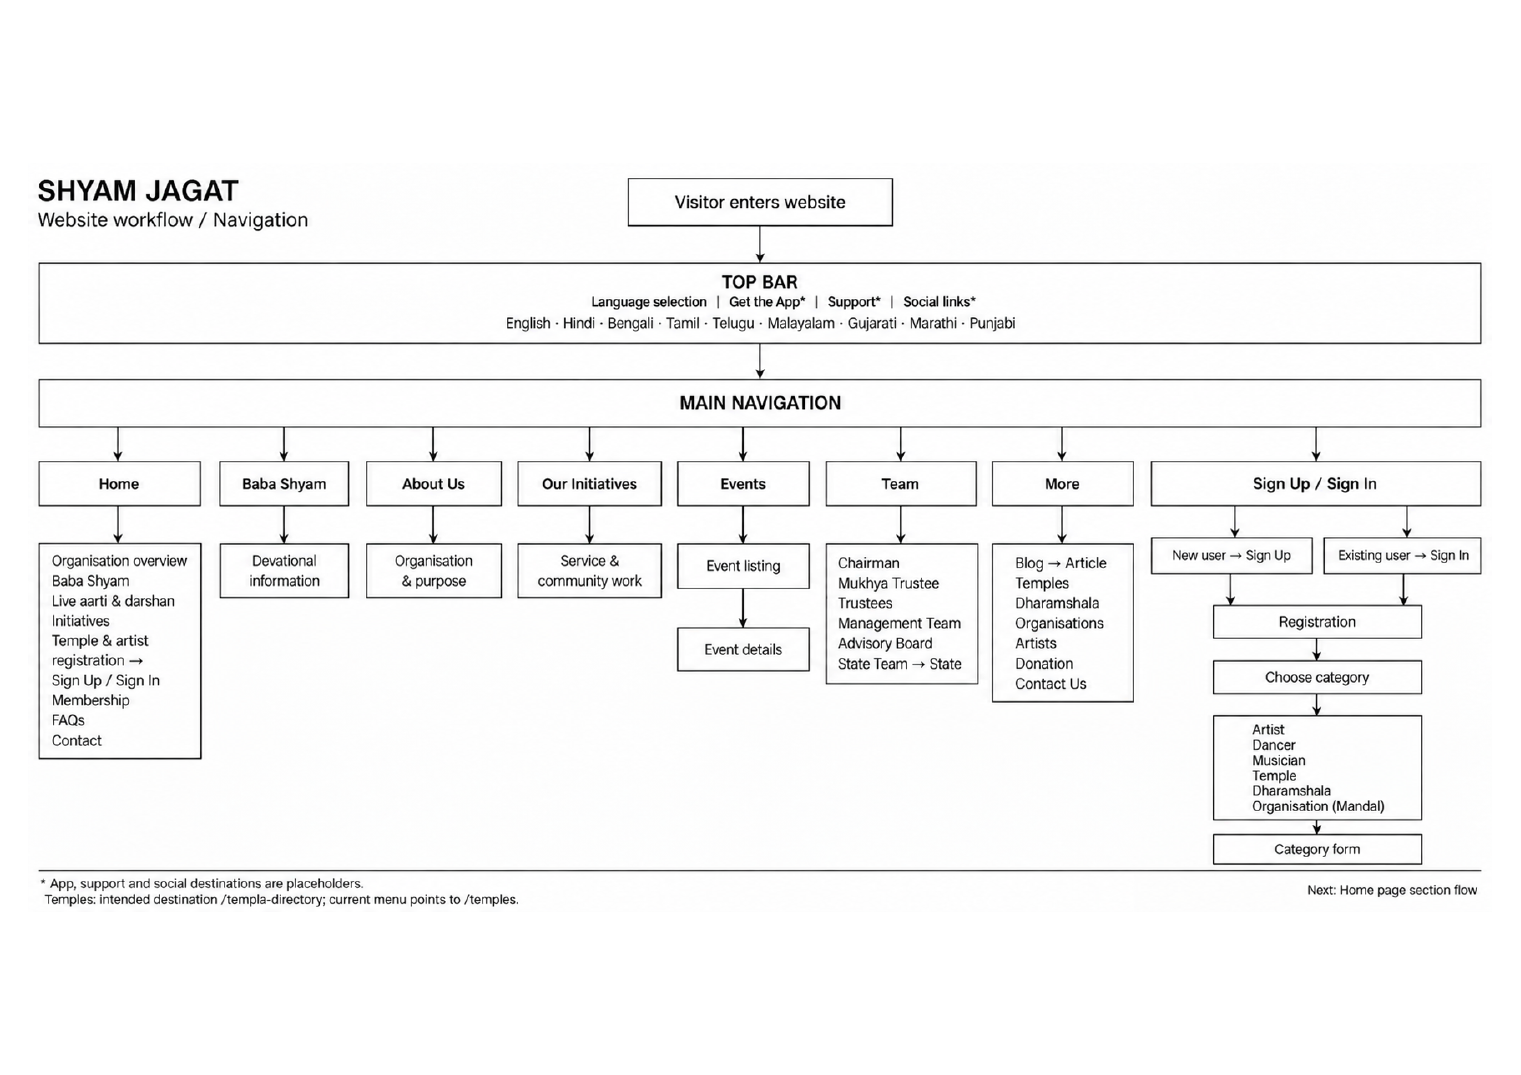 SHYAM JAGAT
Website workflow / Navigation
Visitor enters website
TOP BAR
Language selection | Get the App* | Support* | Social links*
English · Hindi · Bengali · Tamil · Telugu · Malayalam · Gujarati · Marathi · Punjabi
MAIN NAVIGATION
Home
Organisation overview
Baba Shyam
Live aarti & darshan
Initiatives
Temple & artist
registration →
Sign Up / Sign In
Membership
FAQs
Contact
Baba Shyam
Devational
information
About Us
Organisation
& purpose
Our Initiatives
Service &
community work
Events
Event listing
Event details
Team
Chairman
Mukhya Trustee
Trustees
Management Team
Advisory Board
State Team → State
More
Blog → Article
Temples
Dharamshala
Organisations
Artists
Donation
Contact Us
Sign Up / Sign In
New user → Sign Up
Existing user → Sign In
Registration
Choose category
Artist
Dancer
Musician
Temple
Dharamshala
Organisation (Mandal)
Category form
* App, support and social destinations are placeholders.
Temples: intended destination /templa-directory; current menu points to /temples.
Next: Home page section flow